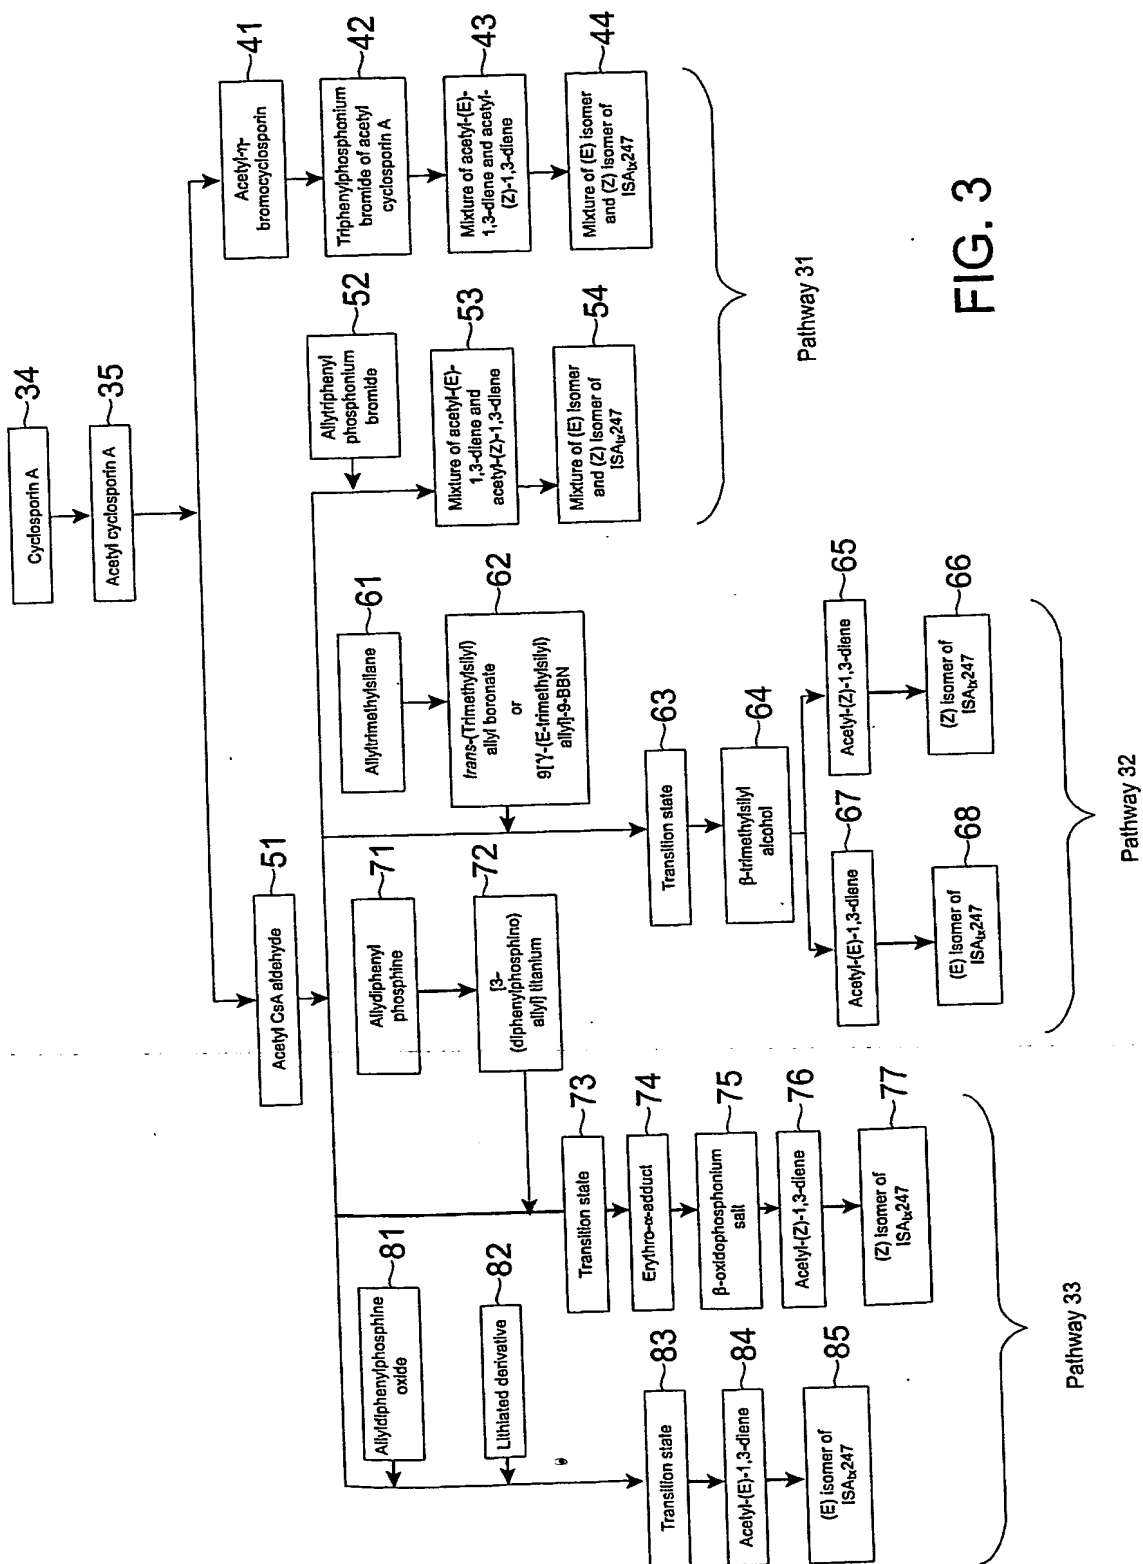 Cyclosporin A
34
Acetyl cyclosporin A
35
Acetyl-η-
bromocyclosporin
41
Triphenylphosphonium
bromide of acetyl
cyclosporin A
42
Mixture of acetyl-(E)-
1,3-diene and acetyl-
(Z)-1,3-diene
43
Mixture of (E) isomer
and (Z) isomer of
ISAtx247
44
Acetyl CsA aldehyde
51
Allytriphenyl
phosphonium
bromide
52
Mixture of acetyl-(E)-
1,3-diene and
acetyl-(Z)-1,3-diene
53
Mixture of (E) isomer
and (Z) isomer of
ISAtx247
54
Pathway 31
Allyltrimethylsilane
61
trans-(Trimethylsilyl)
allyl boronate
or
9[γ-(E-trimethylsilyl)
allyl]-9-BBN
62
Transition state
63
β-trimethylsilyl
alcohol
64
Acetyl-(Z)-1,3-diene
65
(Z) isomer of
ISAtx247
66
Acetyl-(E)-1,3-diene
67
(E) isomer of
ISAtx247
68
Pathway 32
Allydiphenyl
phosphine
71
[3-
(diphenylphosphino)
allyl] titanium
72
Transition state
73
Erythro-α-adduct
74
β-oxidophosphonium
salt
75
Acetyl-(Z)-1,3-diene
76
(Z) isomer of
ISAtx247
77
Allyldiphenylphosphine
oxide
81
Lithiated derivative
82
Transition state
83
Acetyl-(E)-1,3-diene
84
(E) isomer of
ISAtx247
85
Pathway 33
FIG. 3